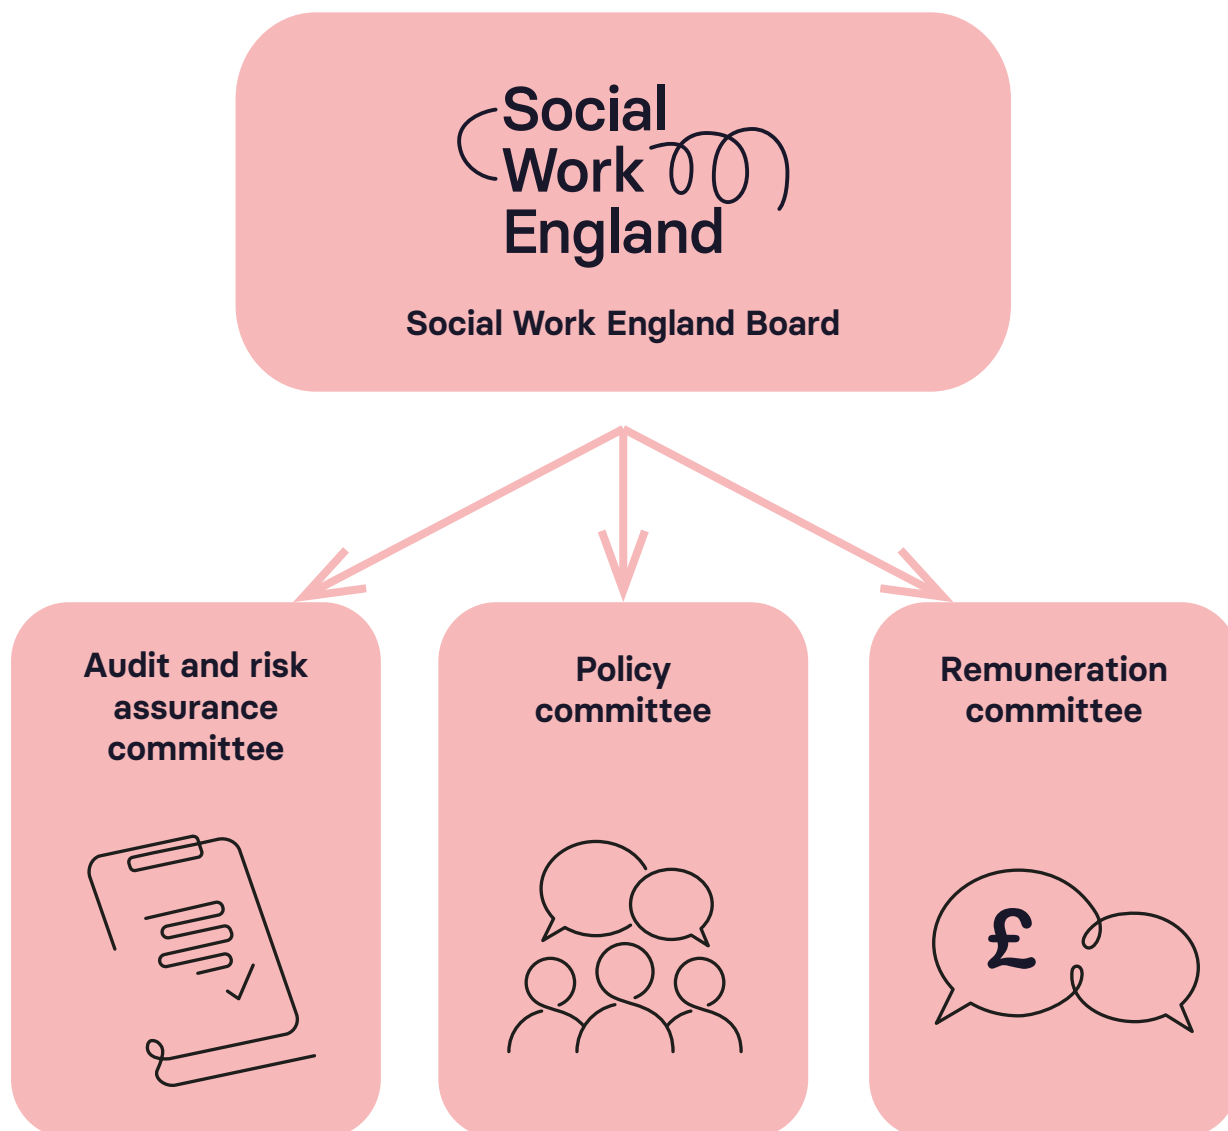 Social
Work
England
Social Work England Board
Audit and risk
assurance
committee
Policy
committee
Remuneration
committee
£